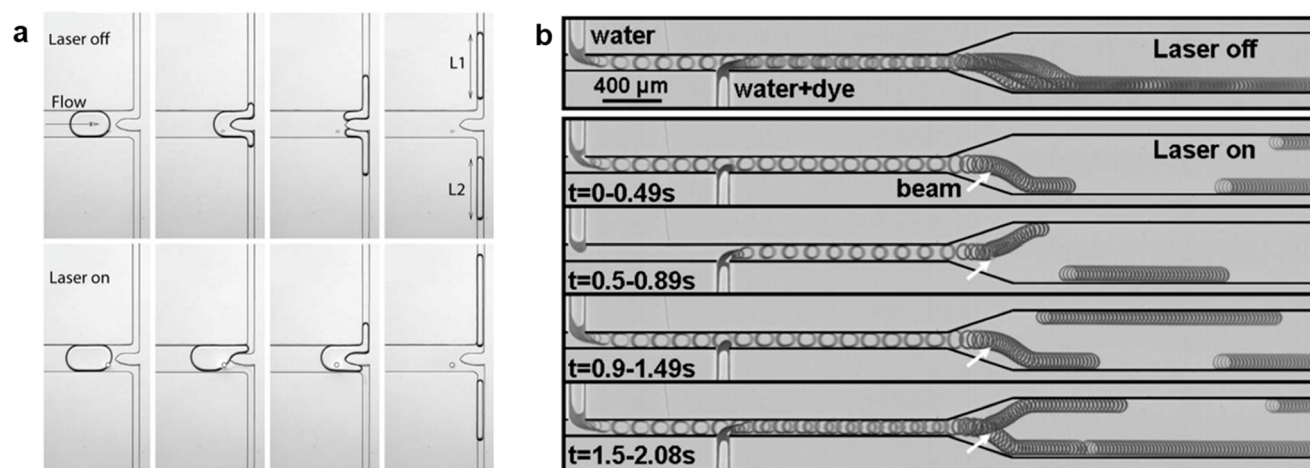 a
Laser off
Flow
L1
L2
Laser on
b
water
Laser off
400 μm
water+dye
Laser on
beam
t=0-0.49s
t=0.5-0.89s
t=0.9-1.49s
t=1.5-2.08s